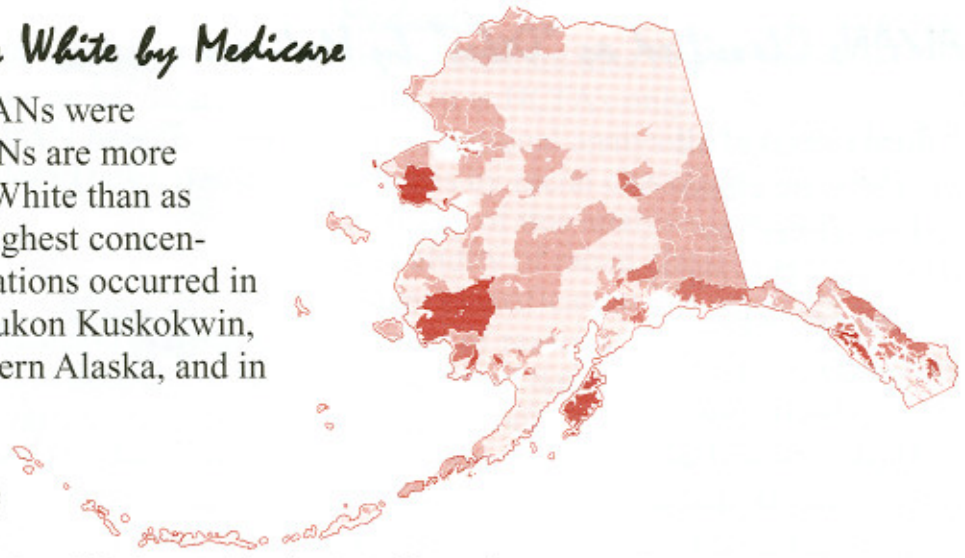 White by Medicare
ANs were
Ns are more
White than as
ghest concen-
ations occurred in
ukon Kuskokwin,
ern Alaska, and in